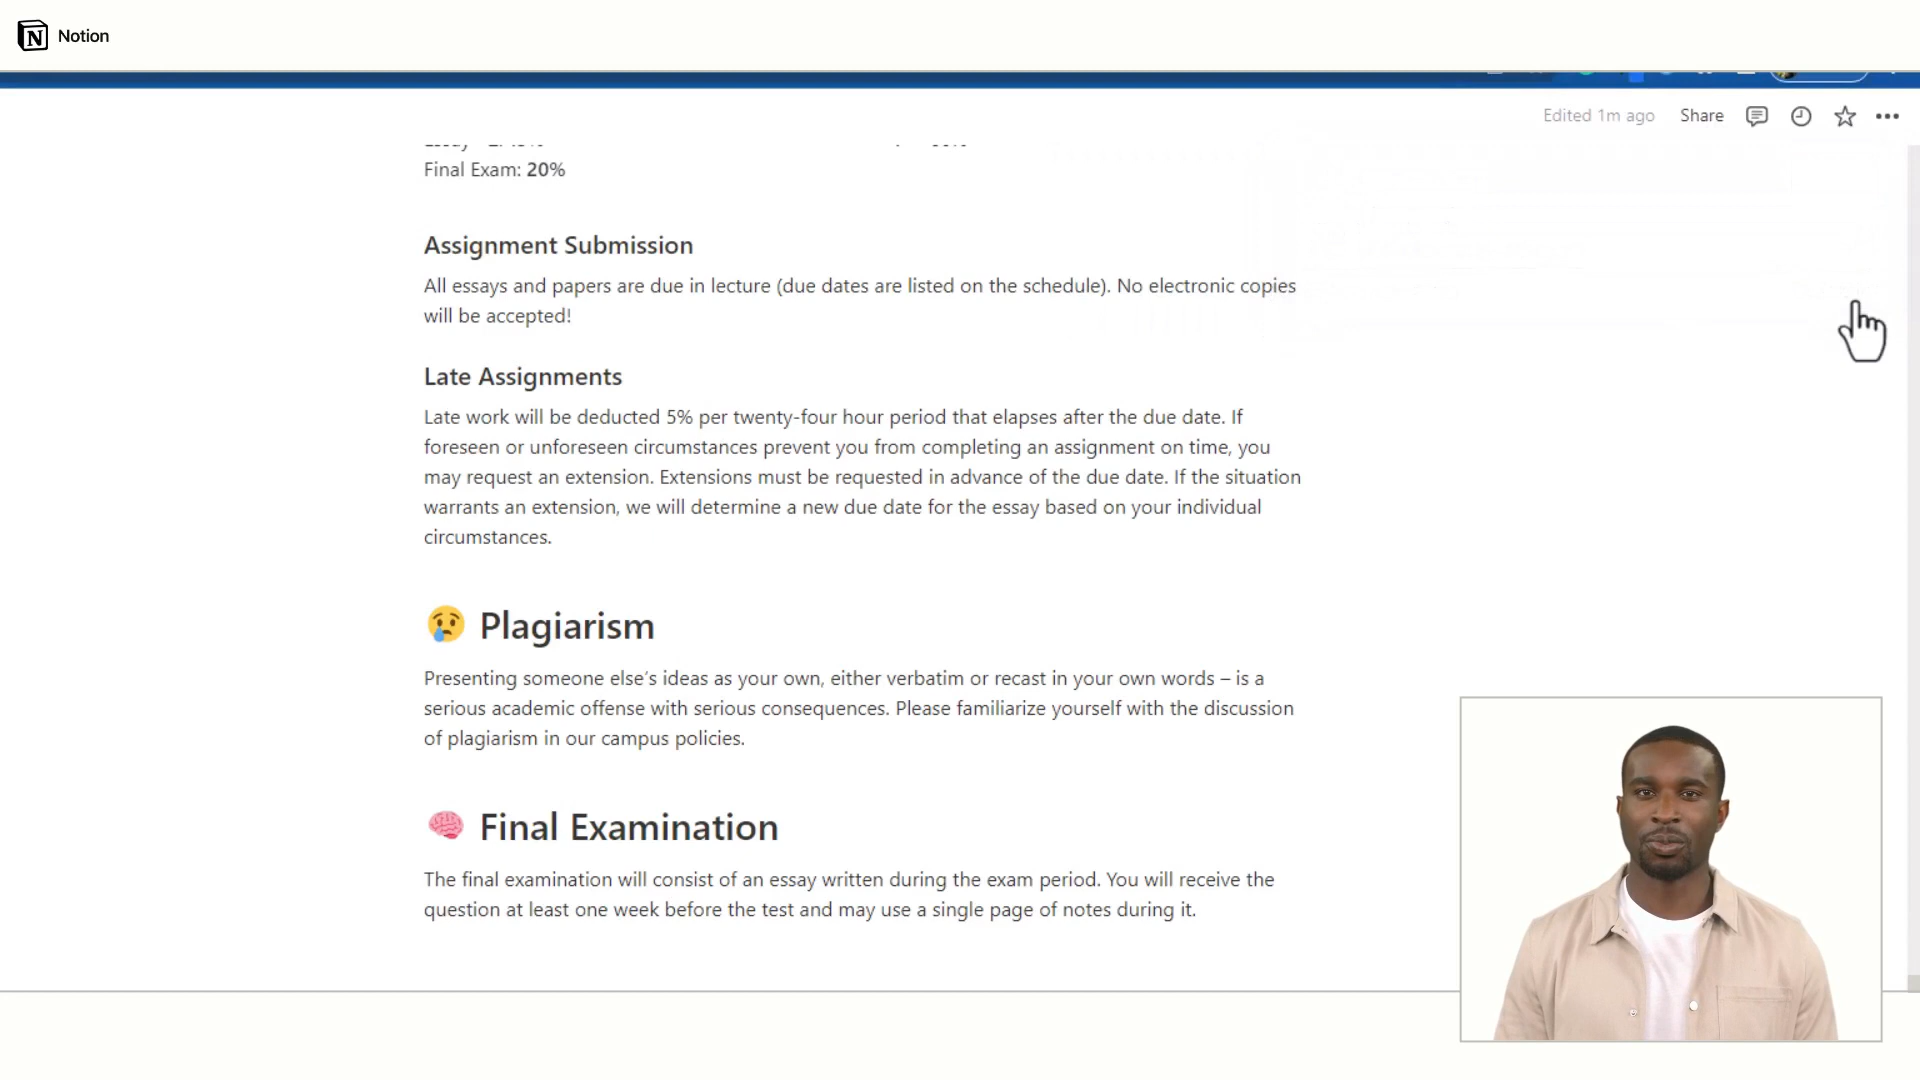 Notion
Edited 1m ago Share
Final Exam: 20%
Assignment Submission
All essays and papers are due in lecture (due dates are listed on the schedule). No electronic copies
will be accepted!
Late Assignments
Late work will be deducted 5% per twenty-four hour period that elapses after the due date. If
foreseen or unforeseen circumstances prevent you from completing an assignment on time, you
may request an extension. Extensions must be requested in advance of the due date. If the situation
warrants an extension, we will determine a new due date for the essay based on your individual
circumstances.
😢 Plagiarism
Presenting someone else's ideas as your own, either verbatim or recast in your own words – is a
serious academic offense with serious consequences. Please familiarize yourself with the discussion
of plagiarism in our campus policies.
🧠 Final Examination
The final examination will consist of an essay written during the exam period. You will receive the
question at least one week before the test and may use a single page of notes during it.